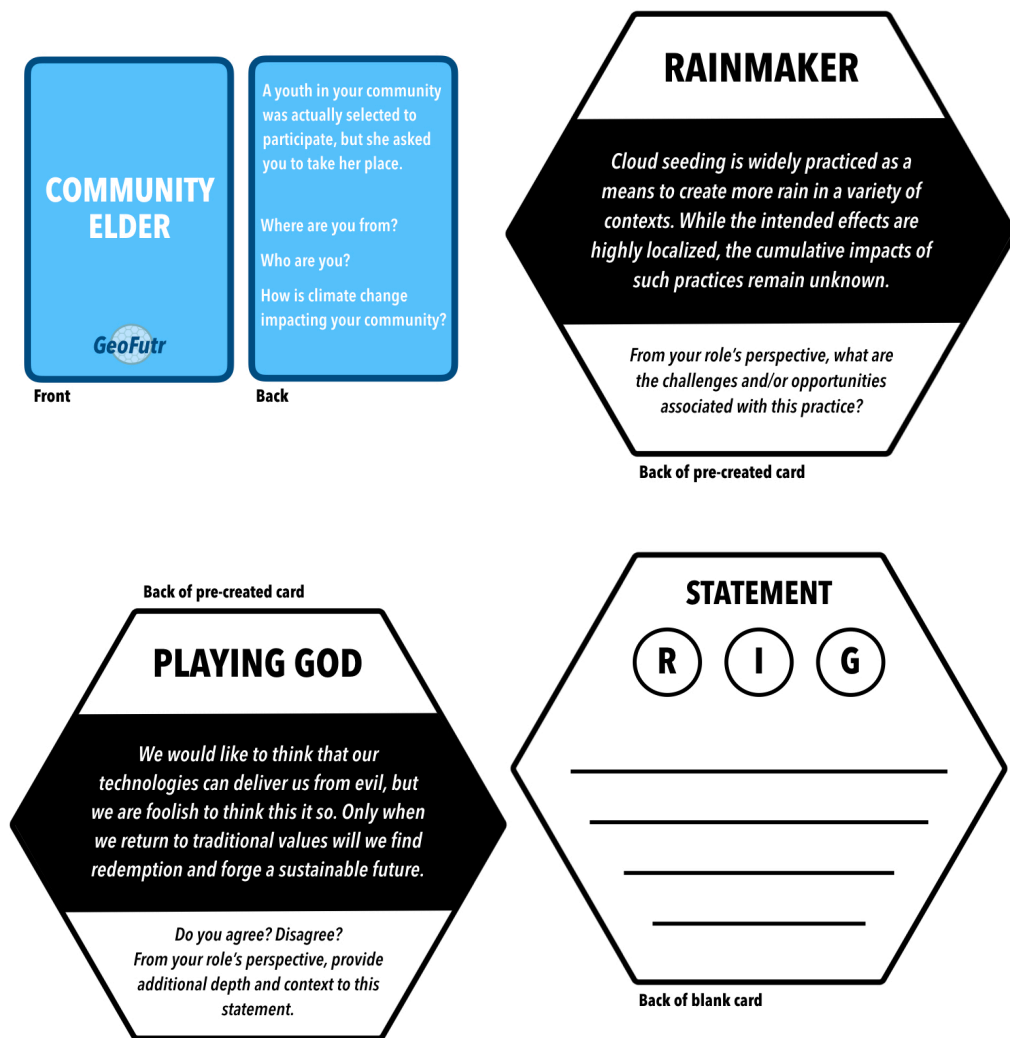 COMMUNITY
ELDER
GeoFutr
Front
A youth in your community
was actually selected to
participate, but she asked
you to take her place.
Where are you from?
Who are you?
How is climate change
impacting your community?
Back
RAINMAKER
Cloud seeding is widely practiced as a
means to create more rain in a variety of
contexts. While the intended effects are
highly localized, the cumulative impacts of
such practices remain unknown.
From your role's perspective, what are
the challenges and/or opportunities
associated with this practice?
Back of pre-created card
Back of pre-created card
PLAYING GOD
We would like to think that our
technologies can deliver us from evil, but
we are foolish to think this it so. Only when
we return to traditional values will we find
redemption and forge a sustainable future.
Do you agree? Disagree?
From your role's perspective, provide
additional depth and context to this
statement.
STATEMENT
R I G
Back of blank card